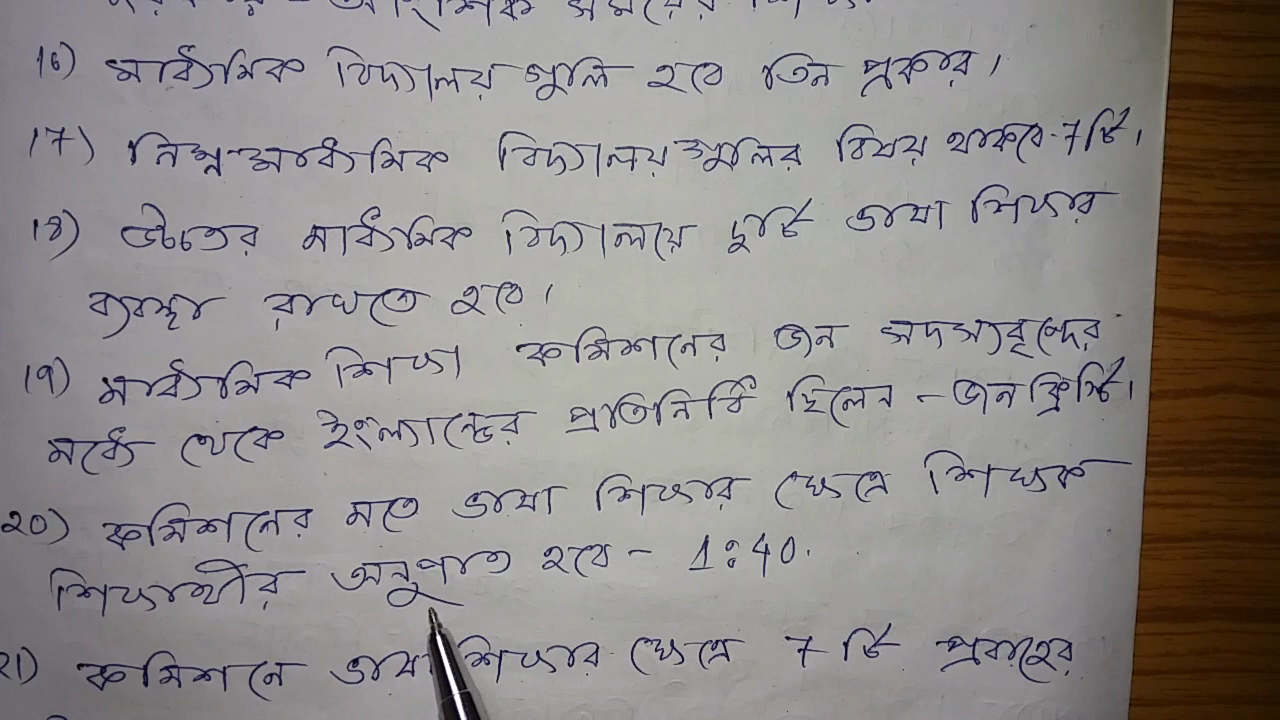 16) মাধ্যমিক বিদ্যালয় গুলি হবে তিন প্রকার।
17) নিম্ন-মাধ্যমিক বিদ্যালয় গুলির বিষয় থাকবে-7টি।
18) উচ্চতর মাধ্যমিক বিদ্যালয়ে দুটি ভাষা শিক্ষার
ব্যবস্থা রাখতে হবে।
19) মাধ্যমিক শিক্ষা কমিশনের জন সদস্যবৃন্দের
মধ্যে থেকে ইংল্যান্ডের প্রতিনিধি ছিলেন - জন ক্রিস্টি।
20) কমিশনের মতে ভাষা শিক্ষার ক্ষেত্রে শিক্ষক
শিক্ষার্থীর অনুপাত হবে - 1:40.
21) কমিশনে ভাষা শিক্ষার ক্ষেত্রে 7 টি প্রবাহের